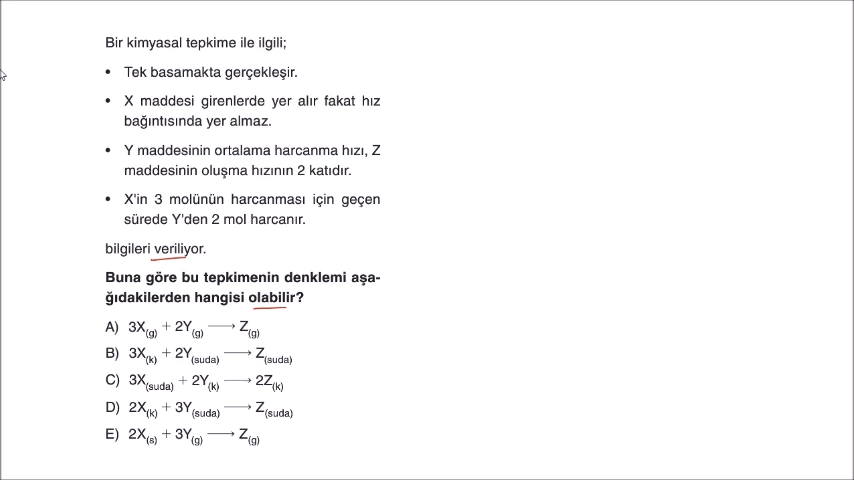 Bir kimyasal tepkime ile ilgili;
• Tek basamakta gerçekleşir.
• X maddesi girenlerde yer alır fakat hız
bağıntısında yer almaz.
• Y maddesinin ortalama harcanma hızı, Z
maddesinin oluşma hızının 2 katıdır.
• X'in 3 molünün harcanması için geçen
sürede Y'den 2 mol harcanır.
bilgileri veriliyor.
Buna göre bu tepkimenin denklemi aşa-
ğıdakilerden hangisi olabilir?
A) 3X(g) + 2Y(g) ⟶ Z(g)
B) 3X(k) + 2Y(suda) ⟶ Z(suda)
C) 3X(suda) + 2Y(k) ⟶ 2Z(k)
D) 2X(k) + 3Y(suda) ⟶ Z(suda)
E) 2X(s) + 3Y(g) ⟶ Z(g)